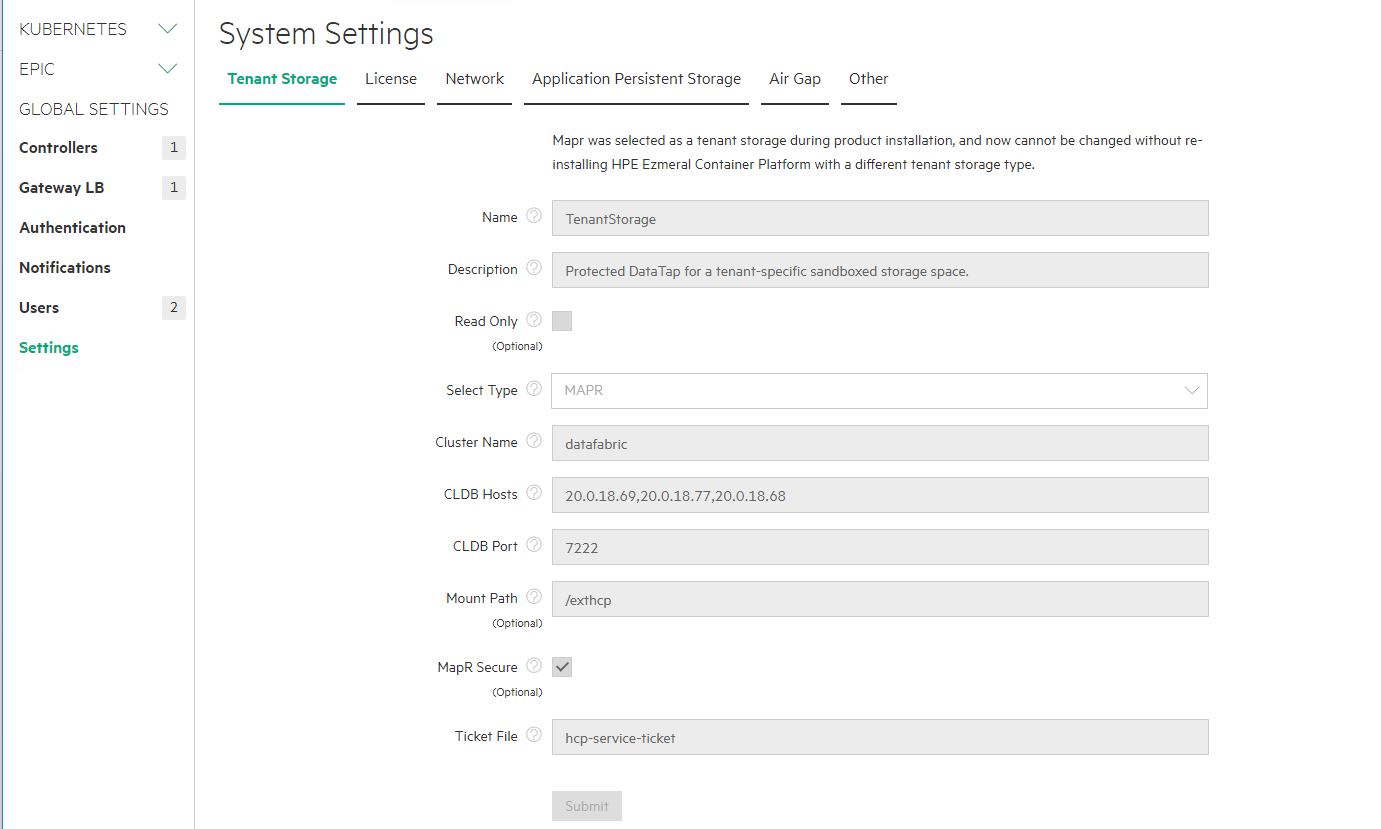 KUBERNETES
EPIC
GLOBAL SETTINGS
Controllers 1
Gateway LB 1
Authentication
Notifications
Users 2
Settings
System Settings
Tenant Storage License Network Application Persistent Storage Air Gap Other
Mapr was selected as a tenant storage during product installation, and now cannot be changed without re-
installing HPE Ezmeral Container Platform with a different tenant storage type.
Name ? TenantStorage
Description ? Protected DataTap for a tenant-specific sandboxed storage space.
Read Only ?
(Optional)
Select Type ? MAPR
Cluster Name ? datafabric
CLDB Hosts ? 20.0.18.69,20.0.18.77,20.0.18.68
CLDB Port ? 7222
Mount Path ? /exthcp
(Optional)
MapR Secure ?
(Optional)
Ticket File ? hcp-service-ticket
Submit